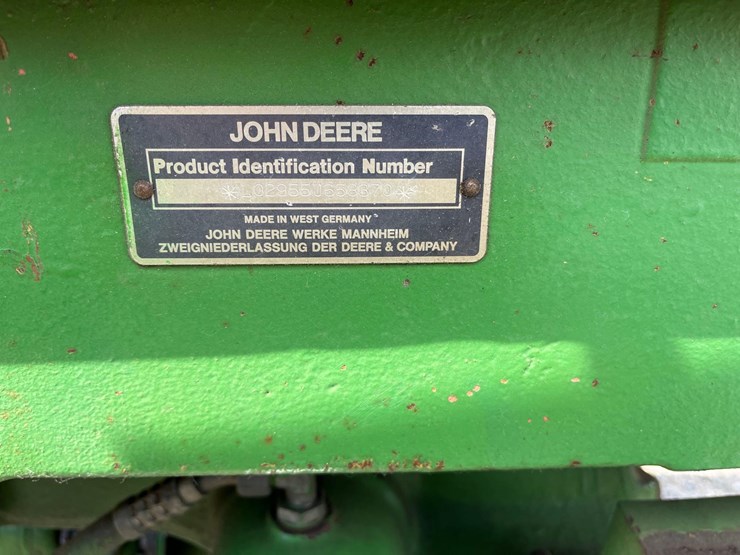 JOHN DEERE
Product Identification Number
MADE IN WEST GERMANY
JOHN DEERE WERKE MANNHEIM
ZWEIGNIEDERLASSUNG DER DEERE & COMPANY